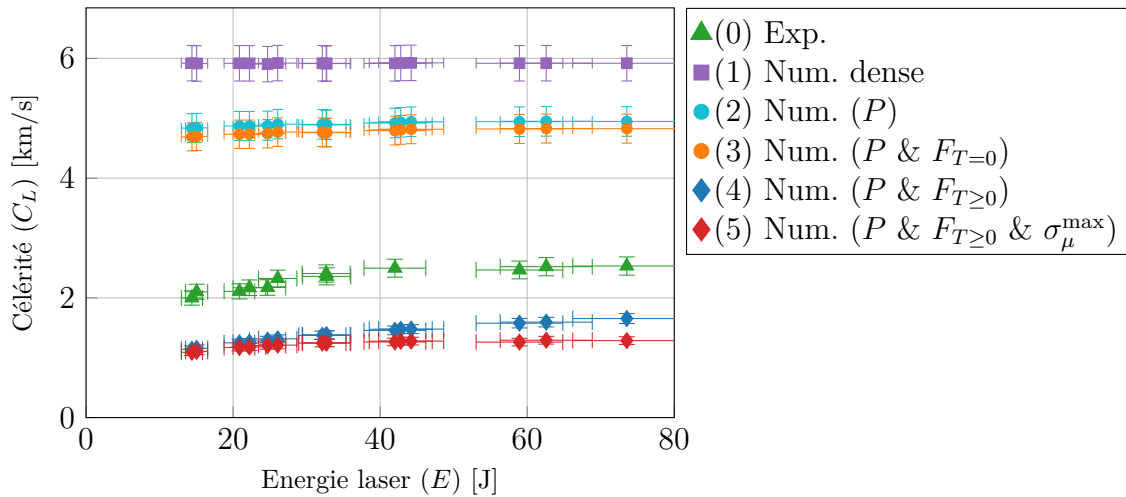 6
4
2
0
0
20
40
60
80
Célérité (C_L) [km/s]
Energie laser (E) [J]
(0) Exp.
(1) Num. dense
(2) Num. (P)
(3) Num. (P & F_{T=0})
(4) Num. (P & F_{T≥0})
(5) Num. (P & F_{T≥0} & σ_μ^{max})